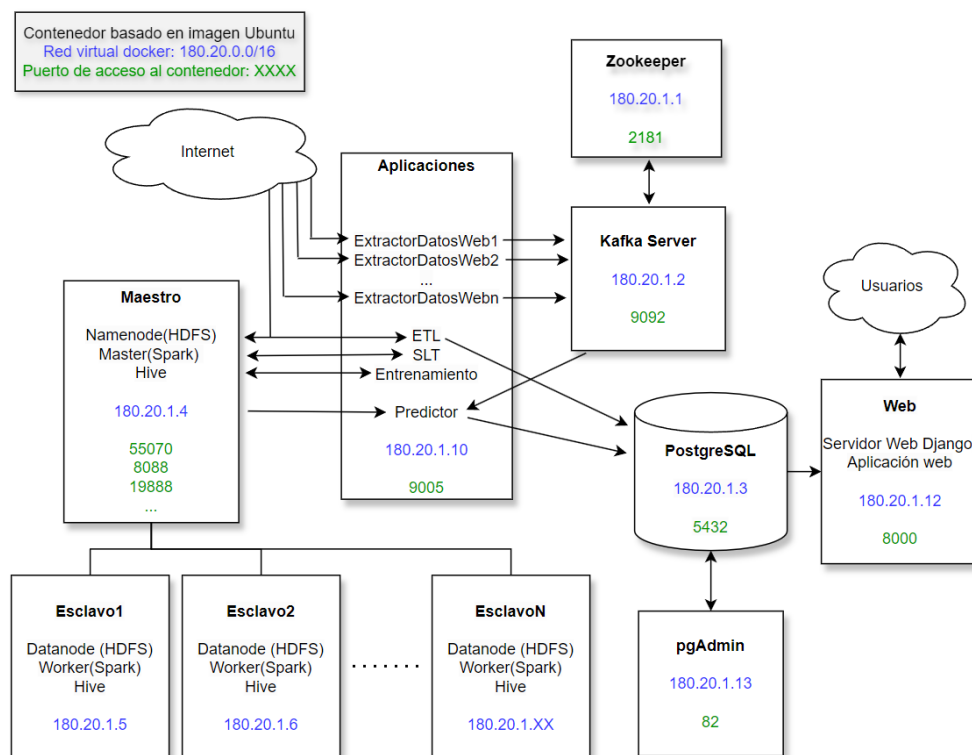 Contenedor basado en imagen Ubuntu
Red virtual docker: 180.20.0.0/16
Puerto de acceso al contenedor: XXXX
Zookeeper
180.20.1.1
2181
Internet
Aplicaciones
ExtractorDatosWeb1
ExtractorDatosWeb2
...
ExtractorDatosWebn
ETL
SLT
Entrenamiento
Predictor
180.20.1.10
9005
Kafka Server
180.20.1.2
9092
Usuarios
Maestro
Namenode(HDFS)
Master(Spark)
Hive
180.20.1.4
55070
8088
19888
...
PostgreSQL
180.20.1.3
5432
Web
Servidor Web Django
Aplicación web
180.20.1.12
8000
Esclavo1
Datanode (HDFS)
Worker(Spark)
Hive
180.20.1.5
Esclavo2
Datanode (HDFS)
Worker(Spark)
Hive
180.20.1.6
.......
EsclavoN
Datanode (HDFS)
Worker(Spark)
Hive
180.20.1.XX
pgAdmin
180.20.1.13
82